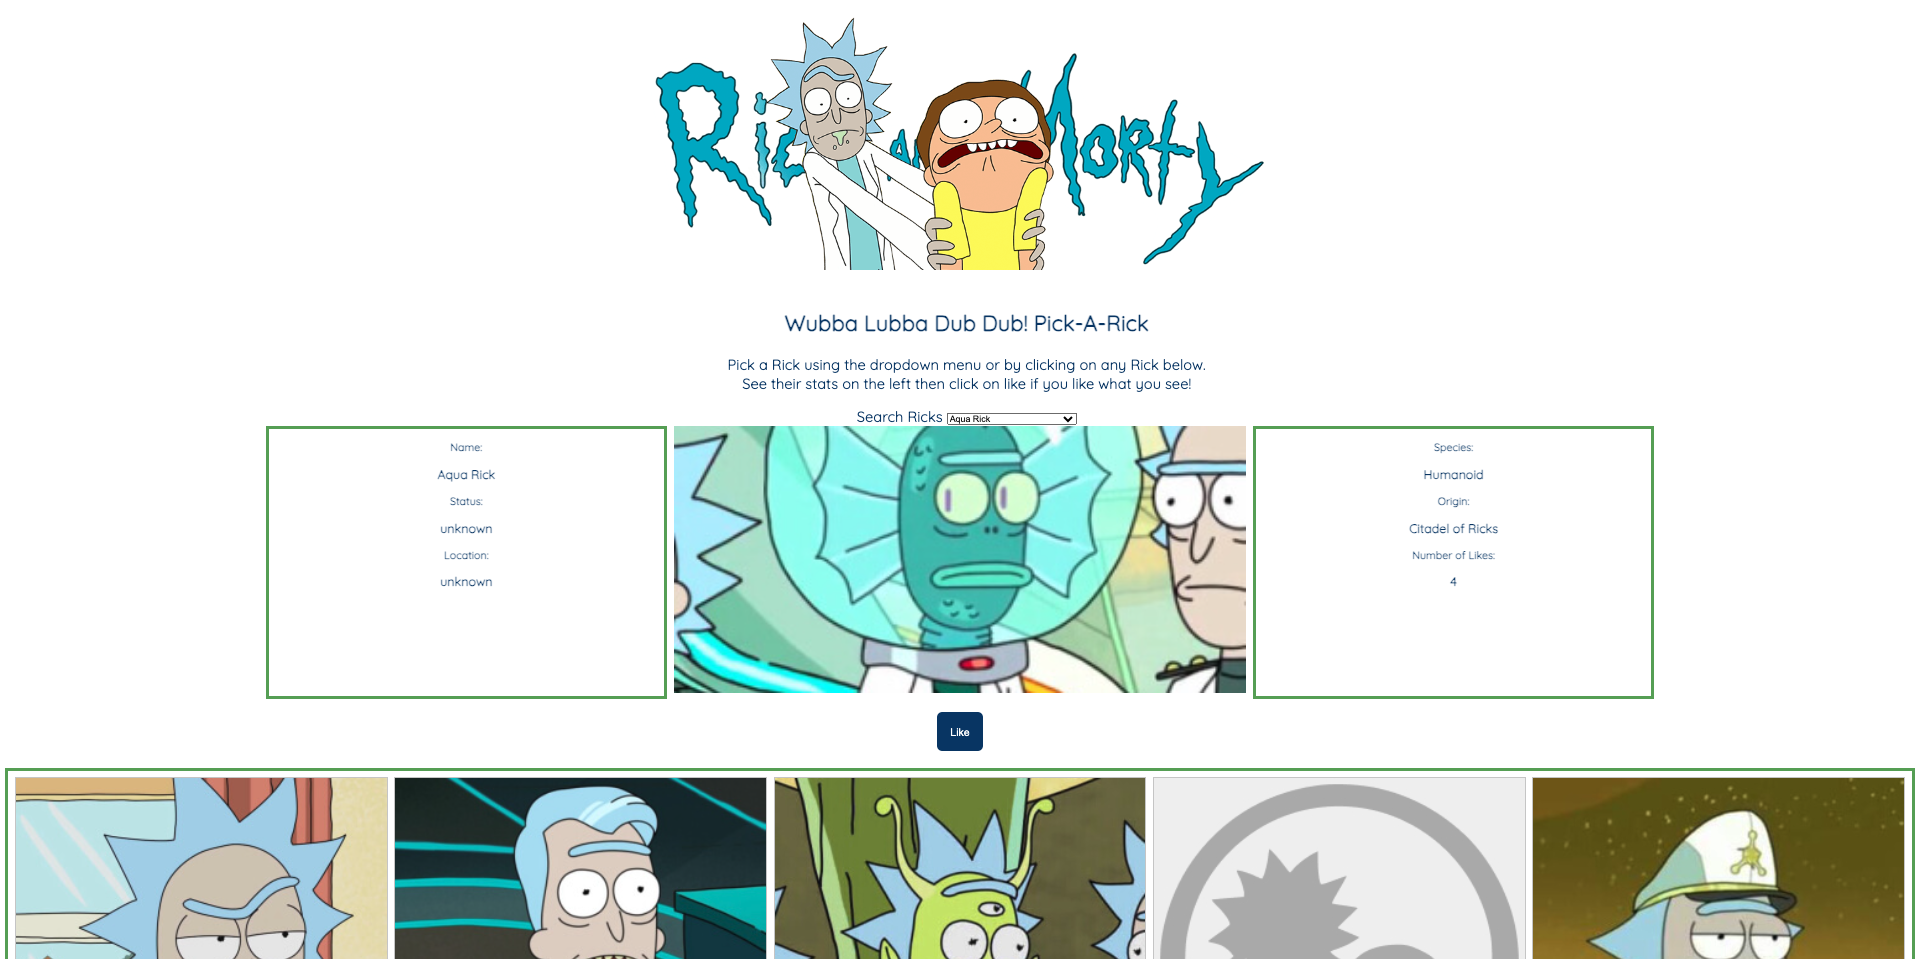 Rick and Morty
Wubba Lubba Dub Dub! Pick-A-Rick
Pick a Rick using the dropdown menu or by clicking on any Rick below.
See their stats on the left then click on like if you like what you see!
Search Ricks Aqua Rick
Name:
Aqua Rick
Status:
unknown
Location:
unknown
Species:
Humanoid
Origin:
Citadel of Ricks
Number of Likes:
4
Like